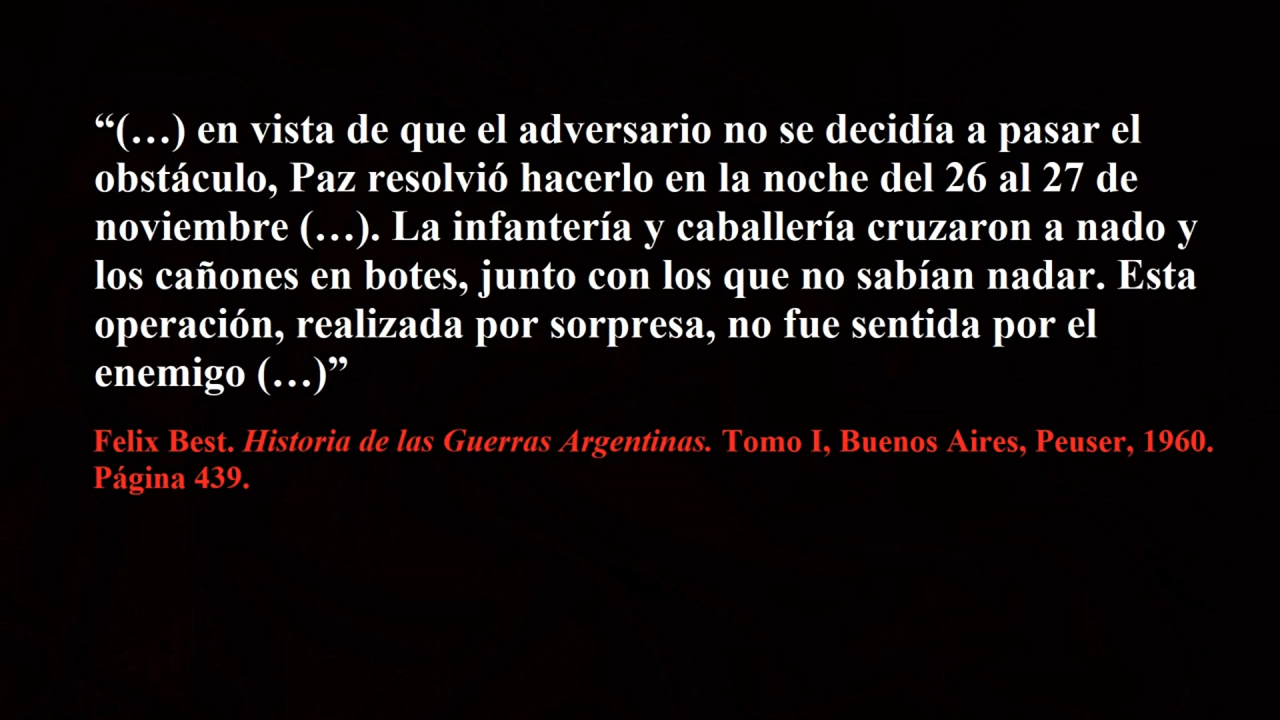 “(…) en vista de que el adversario no se decidía a pasar el
obstáculo, Paz resolvió hacerlo en la noche del 26 al 27 de
noviembre (…). La infantería y caballería cruzaron a nado y
los cañones en botes, junto con los que no sabían nadar. Esta
operación, realizada por sorpresa, no fue sentida por el
enemigo (…)”
Felix Best. Historia de las Guerras Argentinas. Tomo I, Buenos Aires, Peuser, 1960.
Página 439.